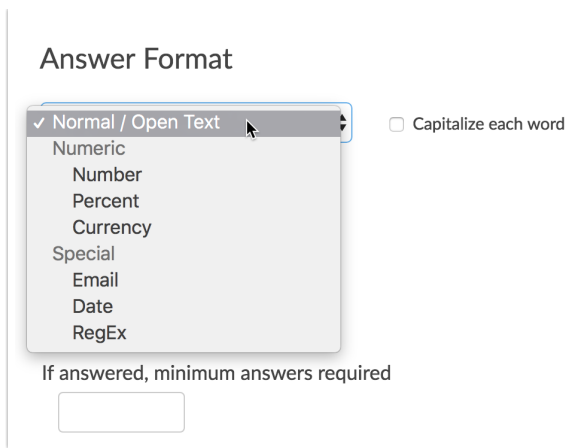 Answer Format
✓ Normal / Open Text
Capitalize each word
Numeric
Number
Percent
Currency
Special
Email
Date
RegEx
If answered, minimum answers required